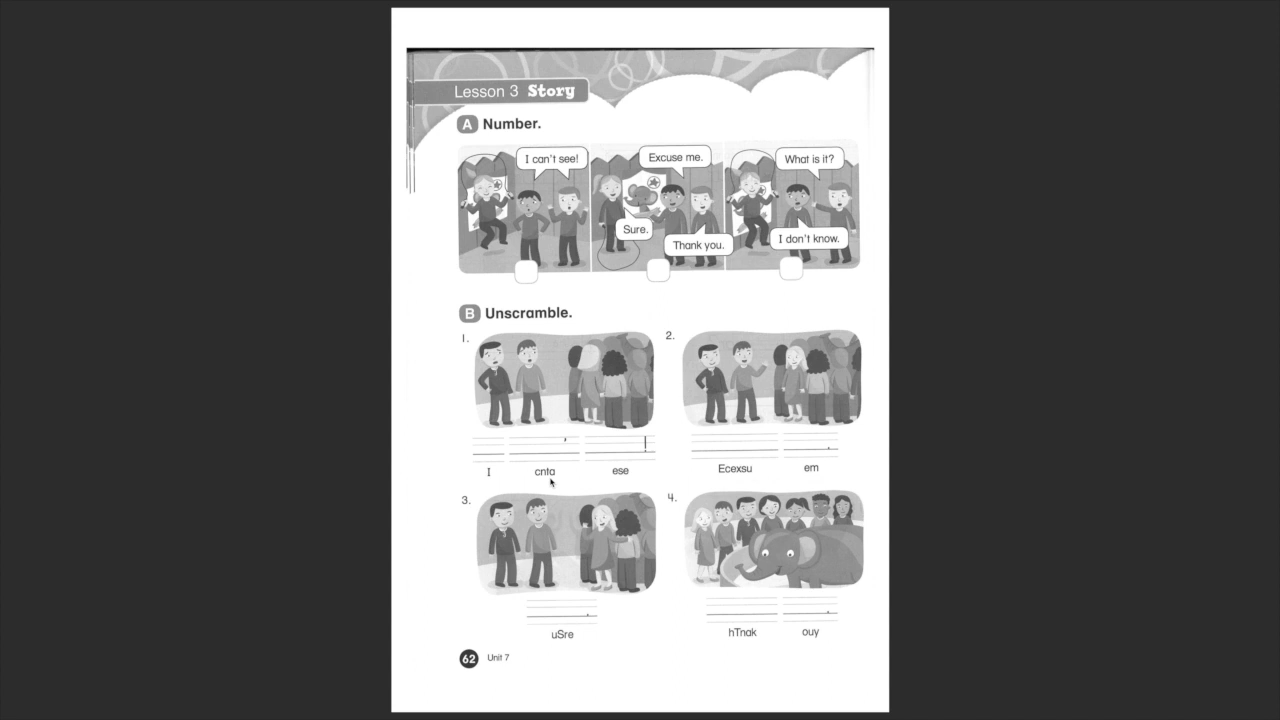 Lesson 3 Story
A Number.
I can't see!
Excuse me.
Sure.
Thank you.
What is it?
I don't know.
B Unscramble.
1.
I cnta ese
' !
2.
Ecexsu em
.
3.
uSre
.
4.
hTnak ouy
.
62 Unit 7